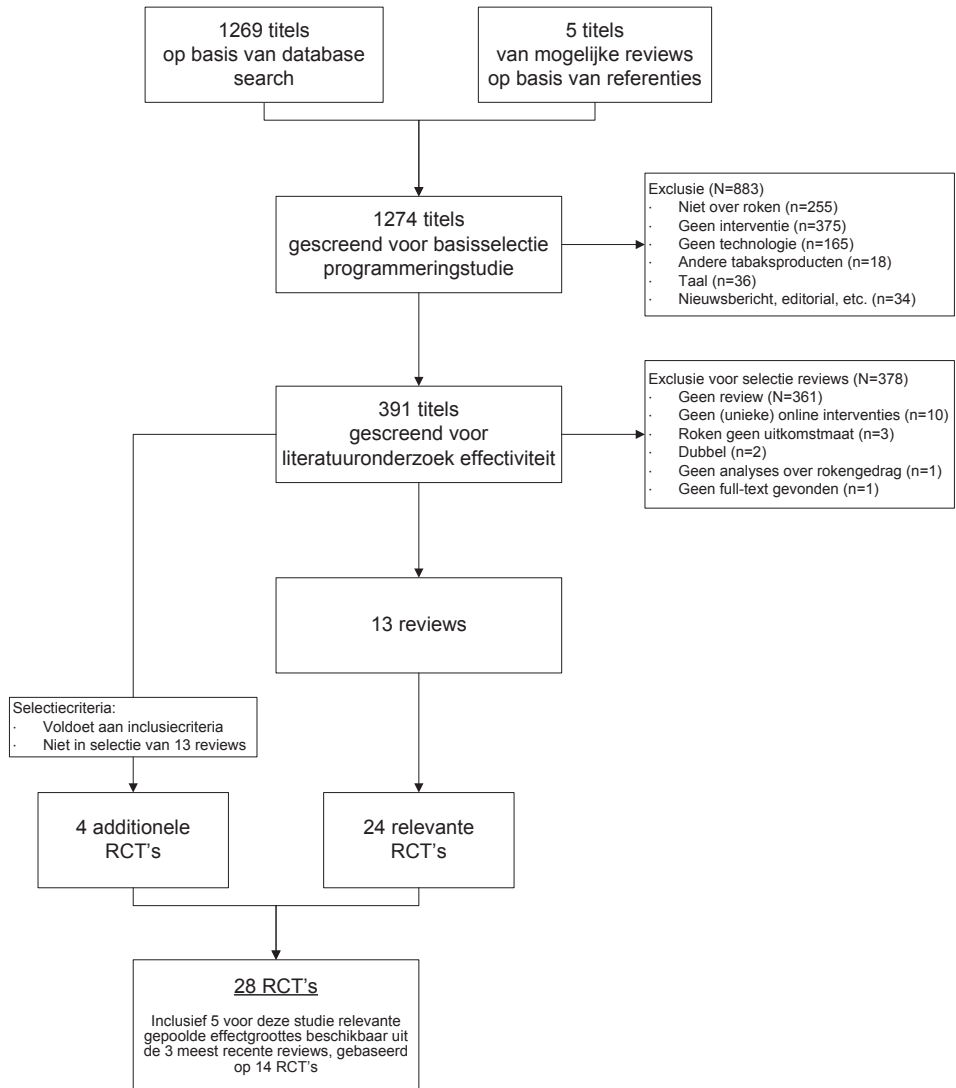 1269 titels
op basis van database
search
5 titels
van mogelijke reviews
op basis van referenties
1274 titels
gescreend voor basisselectie
programmeringstudie
Exclusie (N=883)
· Niet over roken (n=255)
· Geen interventie (n=375)
· Geen technologie (n=165)
· Andere tabaksproducten (n=18)
· Taal (n=36)
· Nieuwsbericht, editorial, etc. (n=34)
391 titels
gescreend voor
literatuuronderzoek effectiviteit
Exclusie voor selectie reviews (N=378)
· Geen review (N=361)
· Geen (unieke) online interventies (n=10)
· Roken geen uitkomstmaat (n=3)
· Dubbel (n=2)
· Geen analyses over rokengedrag (n=1)
· Geen full-text gevonden (n=1)
13 reviews
Selectiecriteria:
· Voldoet aan inclusiecriteria
· Niet in selectie van 13 reviews
4 additionele
RCT's
24 relevante
RCT's
28 RCT's
Inclusief 5 voor deze studie relevante
gepoolde effectgroottes beschikbaar uit
de 3 meest recente reviews, gebaseerd
op 14 RCT's